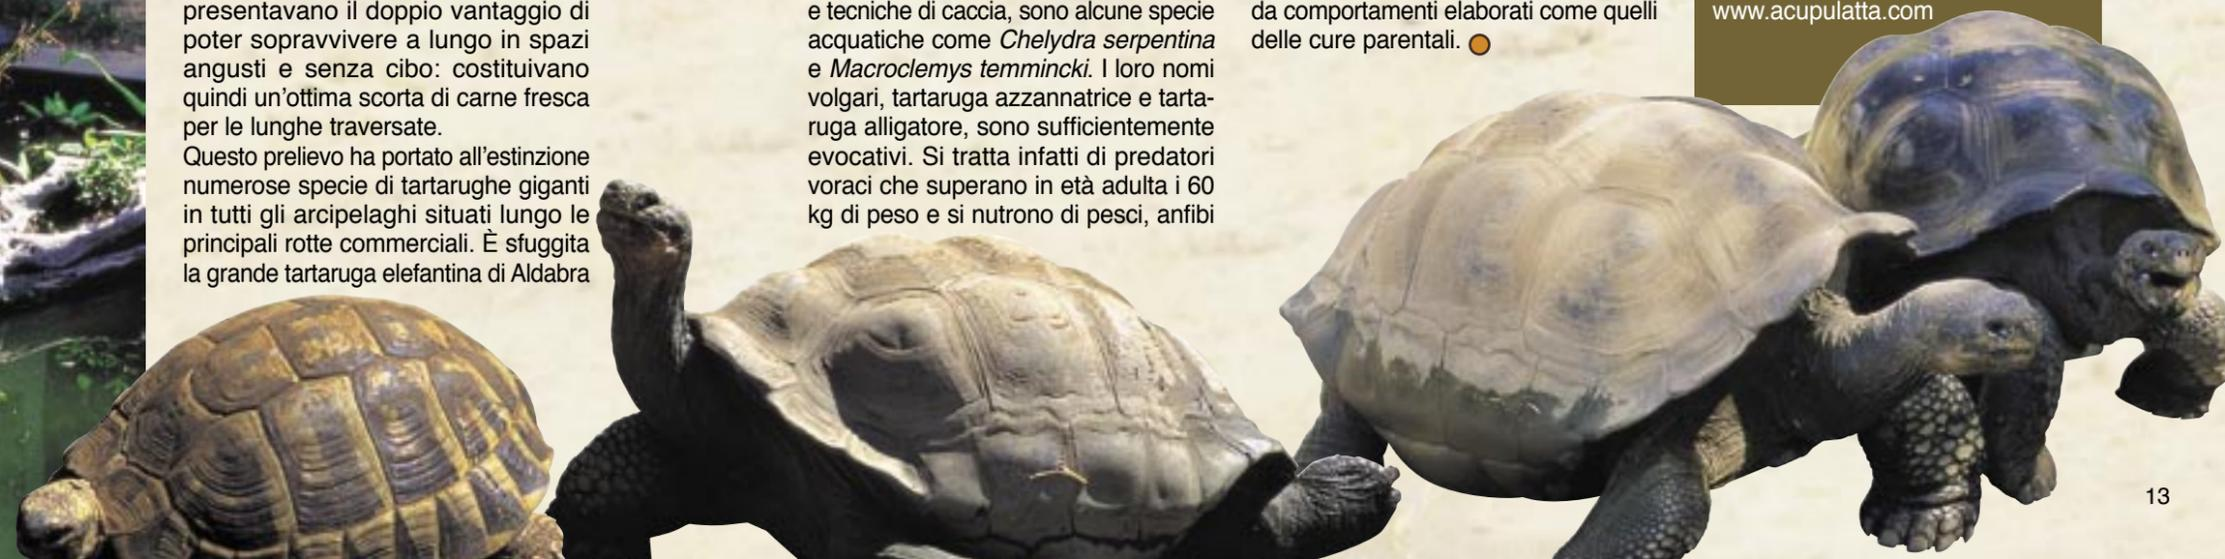 presentavano il doppio vantaggio di
poter sopravvivere a lungo in spazi
angusti e senza cibo: costituivano
quindi un'ottima scorta di carne fresca
per le lunghe traversate.
Questo prelievo ha portato all'estinzione
numerose specie di tartarughe giganti
in tutti gli arcipelaghi situati lungo le
principali rotte commerciali. È sfuggita
la grande tartaruga elefantina di Aldabra
e tecniche di caccia, sono alcune specie
acquatiche come Chelydra serpentina
e Macroclemys temmincki. I loro nomi
volgari, tartaruga azzannatrice e tarta-
ruga alligatore, sono sufficientemente
evocativi. Si tratta infatti di predatori
voraci che superano in età adulta i 60
kg di peso e si nutrono di pesci, anfibi
da comportamenti elaborati come quelli
delle cure parentali.
www.acupulatta.com
13